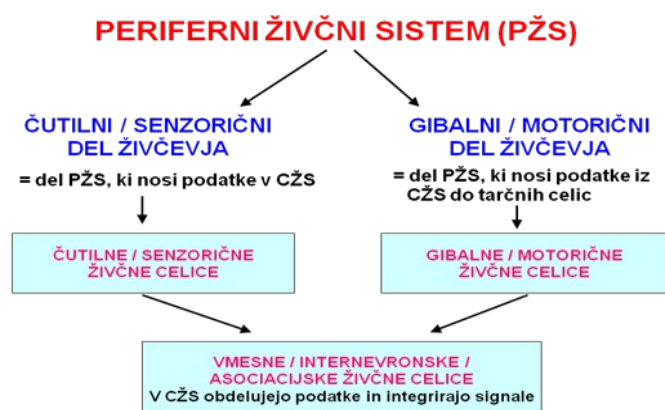 PERIFERNI ŽIVČNI SISTEM (PŽS)
ČUTILNI / SENZORIČNI
DEL ŽIVČEVJA
= del PŽS, ki nosi podatke v CŽS
GIBALNI / MOTORIČNI
DEL ŽIVČEVJA
= del PŽS, ki nosi podatke iz
CŽS do tarčnih celic
ČUTILNE / SENZORIČNE
ŽIVČNE CELICE
GIBALNE / MOTORIČNE
ŽIVČNE CELICE
VMESNE / INTERNEVRONSKE /
ASOCIACIJSKE ŽIVČNE CELICE
V CŽS obdelujejo podatke in integrirajo signale